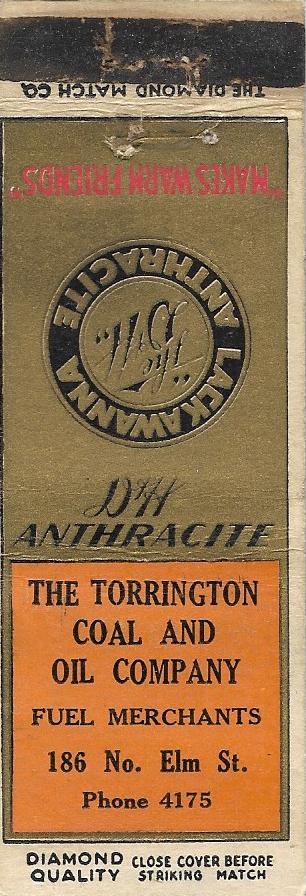 THE DIAMOND MATCH CO.
"MAKES WARM FRIENDS"
LACKAWANNA ANTHRACITE
"The D&H"
D&H
ANTHRACITE
THE TORRINGTON
COAL AND
OIL COMPANY
FUEL MERCHANTS
186 No. Elm St.
Phone 4175
DIAMOND QUALITY
CLOSE COVER BEFORE
STRIKING MATCH